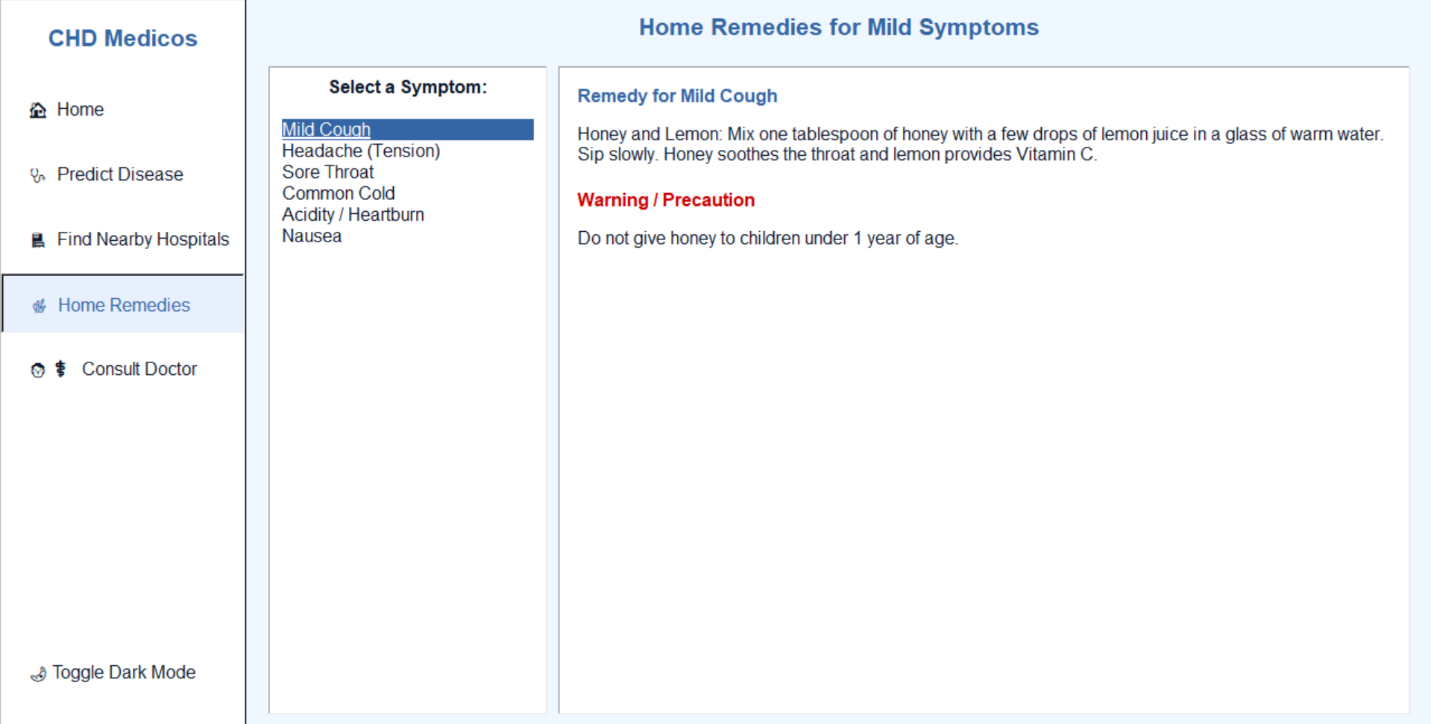 CHD Medicos
Home
Predict Disease
Find Nearby Hospitals
Home Remedies
Consult Doctor
Toggle Dark Mode
Home Remedies for Mild Symptoms
Select a Symptom:
Mild Cough
Headache (Tension)
Sore Throat
Common Cold
Acidity / Heartburn
Nausea
Remedy for Mild Cough
Honey and Lemon: Mix one tablespoon of honey with a few drops of lemon juice in a glass of warm water.
Sip slowly. Honey soothes the throat and lemon provides Vitamin C.
Warning / Precaution
Do not give honey to children under 1 year of age.